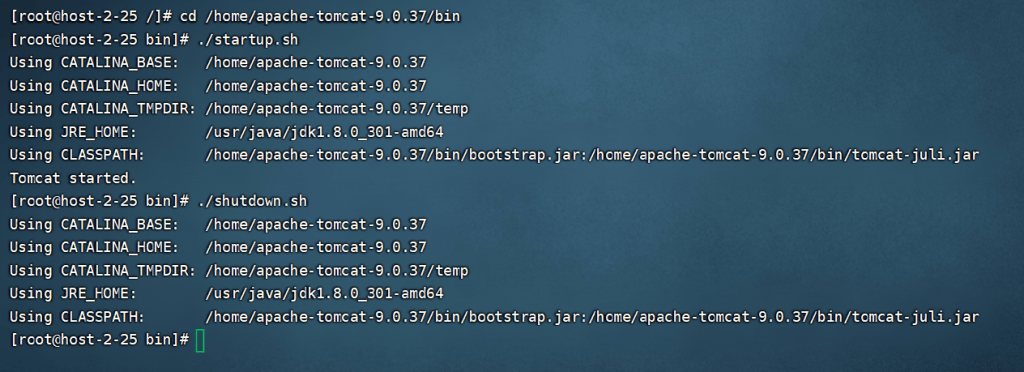 [root@host-2-25 /]# cd /home/apache-tomcat-9.0.37/bin
[root@host-2-25 bin]# ./startup.sh
Using CATALINA_BASE:   /home/apache-tomcat-9.0.37
Using CATALINA_HOME:   /home/apache-tomcat-9.0.37
Using CATALINA_TMPDIR: /home/apache-tomcat-9.0.37/temp
Using JRE_HOME:        /usr/java/jdk1.8.0_301-amd64
Using CLASSPATH:       /home/apache-tomcat-9.0.37/bin/bootstrap.jar:/home/apache-tomcat-9.0.37/bin/tomcat-juli.jar
Tomcat started.
[root@host-2-25 bin]# ./shutdown.sh
Using CATALINA_BASE:   /home/apache-tomcat-9.0.37
Using CATALINA_HOME:   /home/apache-tomcat-9.0.37
Using CATALINA_TMPDIR: /home/apache-tomcat-9.0.37/temp
Using JRE_HOME:        /usr/java/jdk1.8.0_301-amd64
Using CLASSPATH:       /home/apache-tomcat-9.0.37/bin/bootstrap.jar:/home/apache-tomcat-9.0.37/bin/tomcat-juli.jar
[root@host-2-25 bin]#